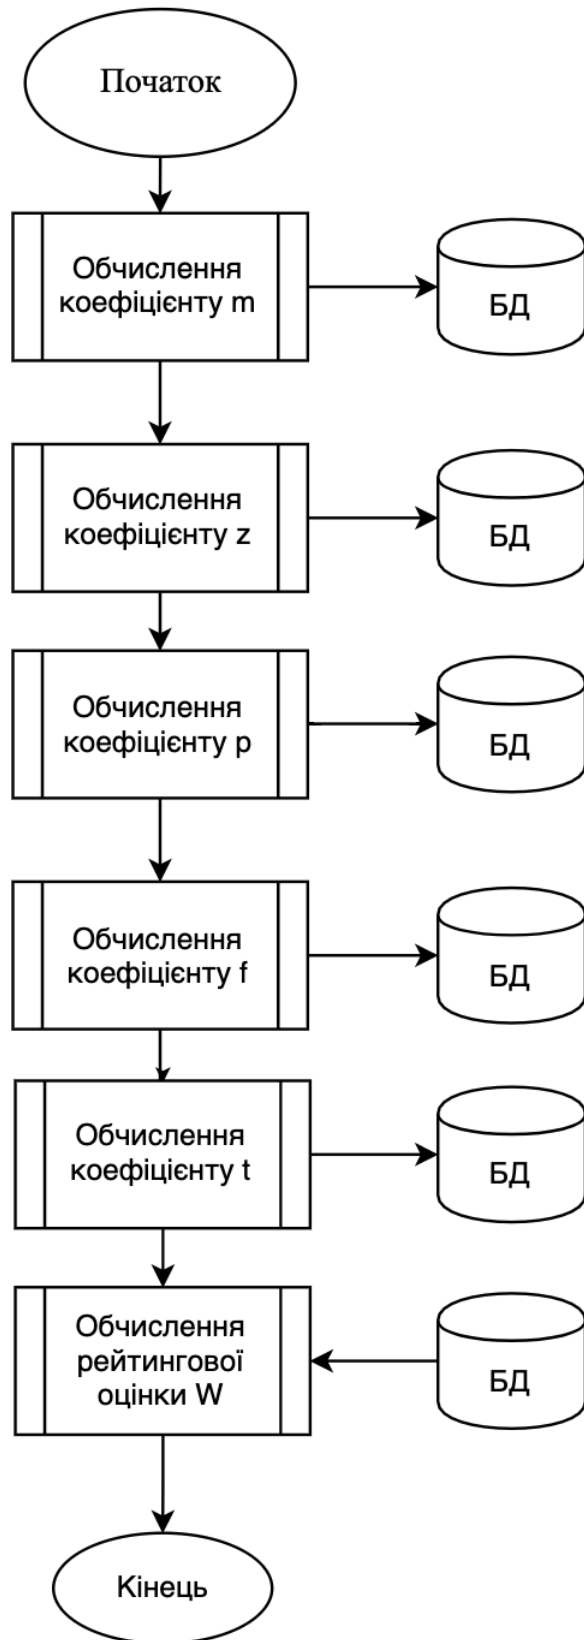 Початок
Обчислення
коефіцієнту m
БД
Обчислення
коефіцієнту z
БД
Обчислення
коефіцієнту p
БД
Обчислення
коефіцієнту f
БД
Обчислення
коефіцієнту t
БД
Обчислення
рейтингової
оцінки W
БД
Кінець